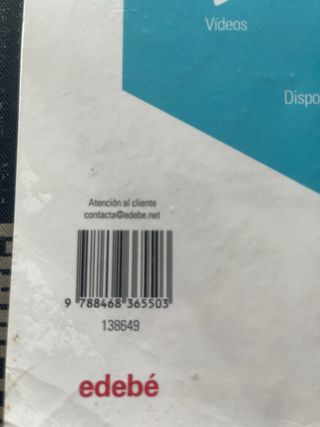 Vídeos
Dispo
Atención al cliente
contacta@edebe.net
9 788468 365503
138649
edebé